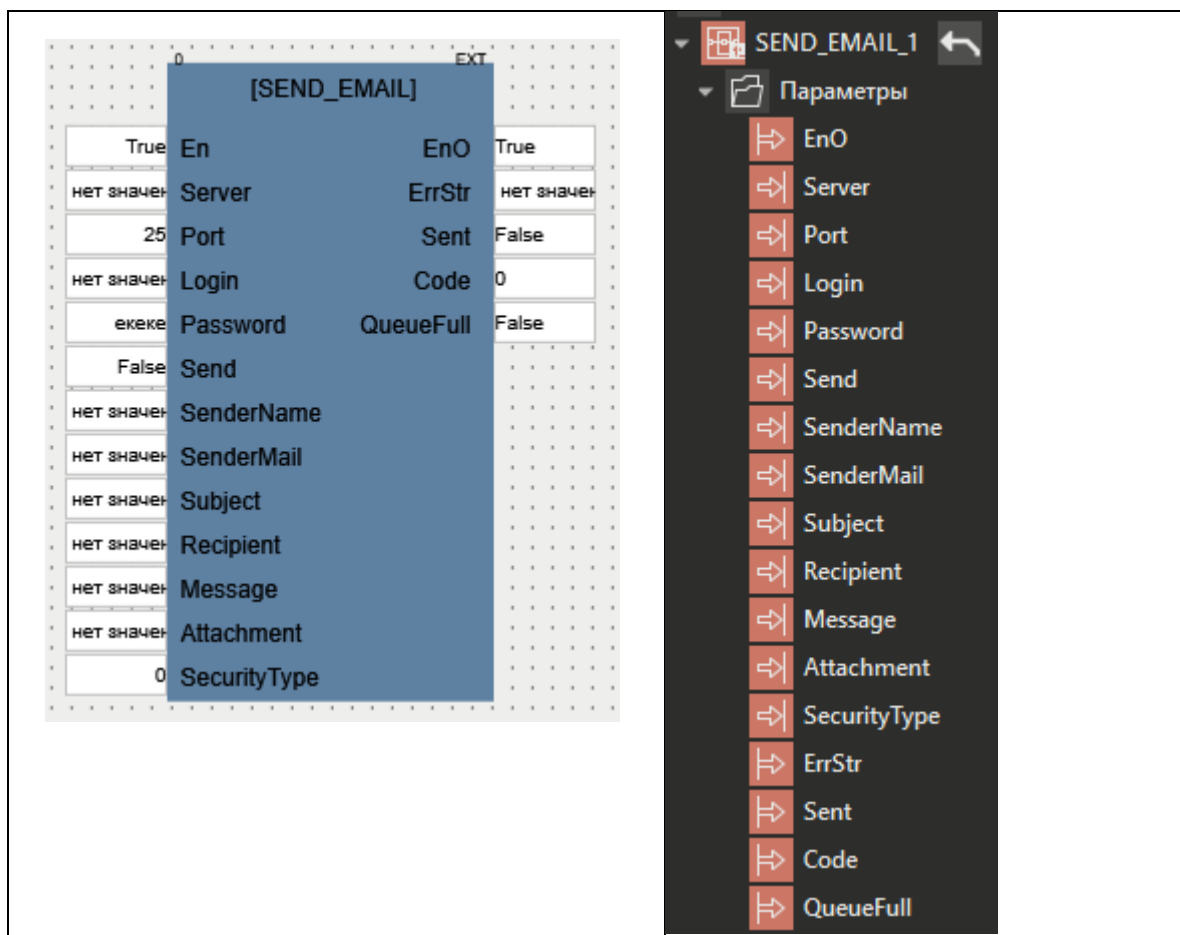 0 EXT
[SEND_EMAIL]
True En EnO True
нет значен Server ErrStr нет значен
25 Port Sent False
нет значен Login Code 0
екеке Password QueueFull False
False Send
нет значен SenderName
нет значен SenderMail
нет значен Subject
нет значен Recipient
нет значен Message
нет значен Attachment
0 SecurityType
SEND_EMAIL_1
Параметры
EnO
Server
Port
Login
Password
Send
SenderName
SenderMail
Subject
Recipient
Message
Attachment
SecurityType
ErrStr
Sent
Code
QueueFull